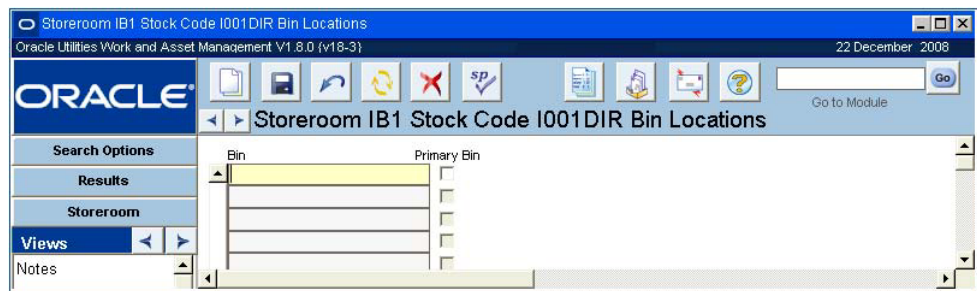 Storeroom IB1 Stock Code I001DIR Bin Locations
Oracle Utilities Work and Asset Management V1.8.0 (v18-3) 22 December 2008
ORACLE®
sp
?
Go
Go to Module
Storeroom IB1 Stock Code I001DIR Bin Locations
Search Options
Results
Storeroom
Views
Notes
Bin Primary Bin